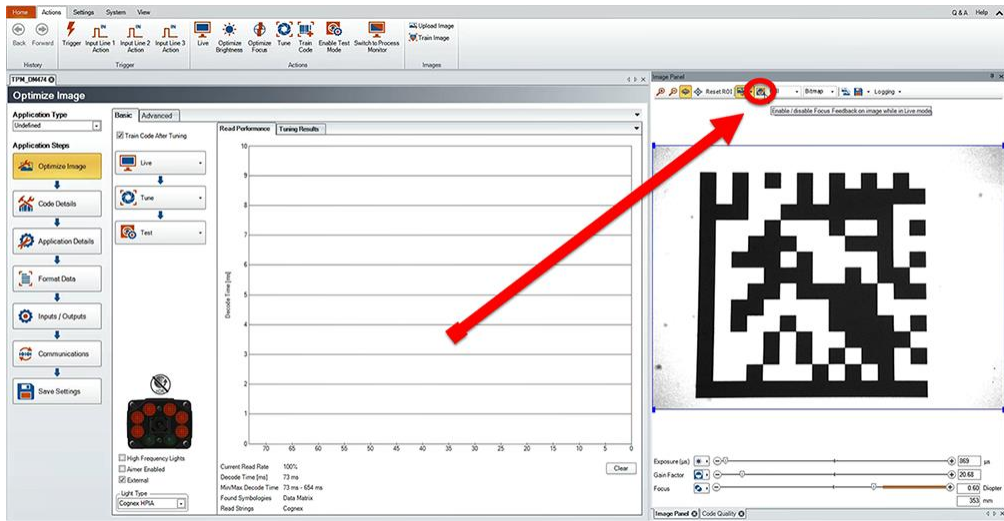 Home Actions Settings System View Q & A Help
Back Forward Trigger Input Line 1 Action Input Line 2 Action Input Line 3 Action Live Optimize Brightness Optimize Focus Tune Train Code Enable Test Mode Switch to Process Monitor Upload Image
Train Image
History Trigger Actions Images
TPM_DM474
Optimize Image
Application Type
Undefined
Application Steps
Optimize Image
Code Details
Application Details
Format Data
Inputs / Outputs
Communications
Save Settings
Basic Advanced
Train Code After Tuning
Live
Tune
Test
High Frequency Lights
Aimer Enabled
External
Light Type
Cognex HPIA
Read Performance Tuning Results
10
9
8
7
6
5
4
3
2
1
0
Decode Time [ms]
70 65 60 55 50 45 40 35 30 25 20 15 10 5 0
Current Read Rate 100%
Decode Time [ms] 73 ms
Min/Max Decode Time 73 ms - 654 ms
Found Symbologies Data Matrix
Read Strings Cognex
Clear
Image Panel
Reset ROI Bitmap Logging
Enable / disable Focus Feedback on image while in Live mode.
Exposure (µs) 869 µs
Gain Factor 20.68
Focus 0.60 Diopter
353 mm
Image Panel Code Quality